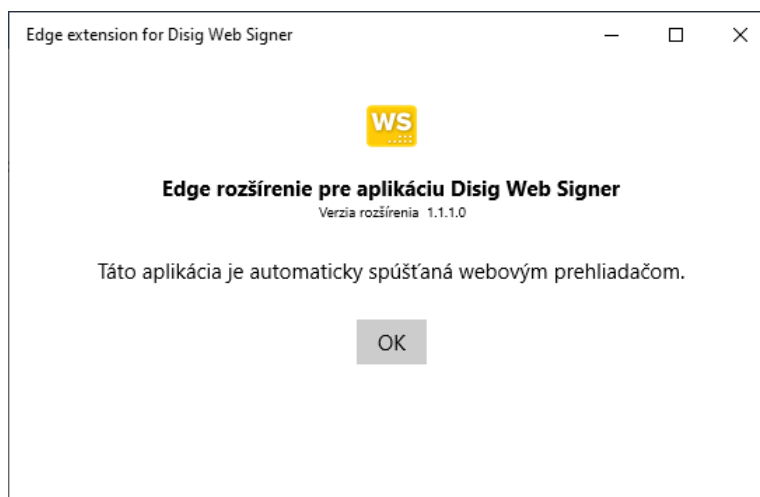 Edge extension for Disig Web Signer
WS
Edge rozšírenie pre aplikáciu Disig Web Signer
Verzia rozšírenia 1.1.1.0
Táto aplikácia je automaticky spúšťaná webovým prehliadačom.
OK